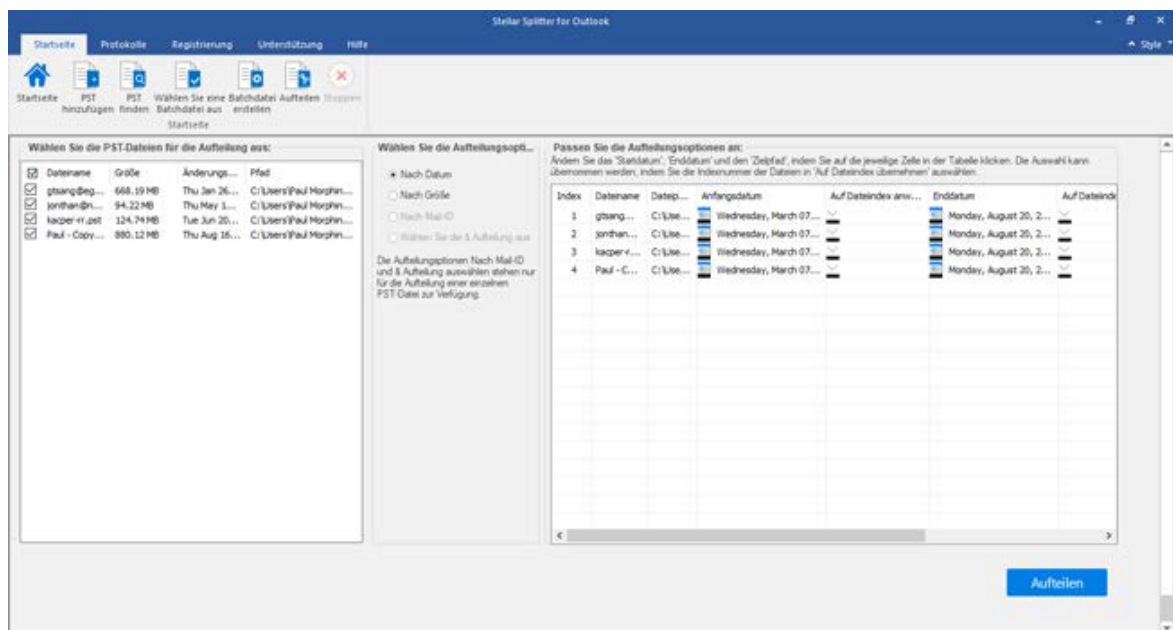 Stellar Splitter for Outlook
Startseite Protokolle Registrierung Unterstützung Hilfe
Style
Startseite PST hinzufügen PST finden Wählen Sie eine Batchdatei aus Batchdatei erstellen Aufteilen Stoppen
Startseite
Wählen Sie die PST-Dateien für die Aufteilung aus:
Dateiname Größe Änderungs... Pfad
gtsang@eg... 668.19 MB Thu Jan 26... C:\Users\Paul Morphin...
jonthan@n... 94.22 MB Thu May 1... C:\Users\Paul Morphin...
kacper-rr.pst 124.74 MB Tue Jun 20... C:\Users\Paul Morphin...
Paul - Copy... 880.12 MB Thu Aug 16... C:\Users\Paul Morphin...
Wählen Sie die Aufteilungsopti...
Nach Datum
Nach Größe
Nach Mail-ID
Wählen Sie die & Aufteilung aus
Die Aufteilungsptionen Nach Mail-ID
und & Aufteilung auswählen stehen nur
für die Aufteilung einer einzelnen
PST-Datei zur Verfügung.
Passen Sie die Aufteilungsoptionen an:
Ändern Sie das 'Startdatum', 'Enddatum' und den 'Zielpfad', indem Sie auf die jeweilige Zelle in der Tabelle klicken. Die Auswahl kann
übernommen werden, indem Sie die Indexnummer der Dateien in 'Auf Dateiindex übernehmen' auswählen.
Index Dateiname Dateip... Anfangsdatum Auf Dateiindex anw... Enddatum Auf Dateiinde
1 gtsang... C:\Use... Wednesday, March 07... Monday, August 20, 2...
2 jonthan... C:\Use... Wednesday, March 07... Monday, August 20, 2...
3 kacper-r... C:\Use... Wednesday, March 07... Monday, August 20, 2...
4 Paul - C... C:\Use... Wednesday, March 07... Monday, August 20, 2...
Aufteilen